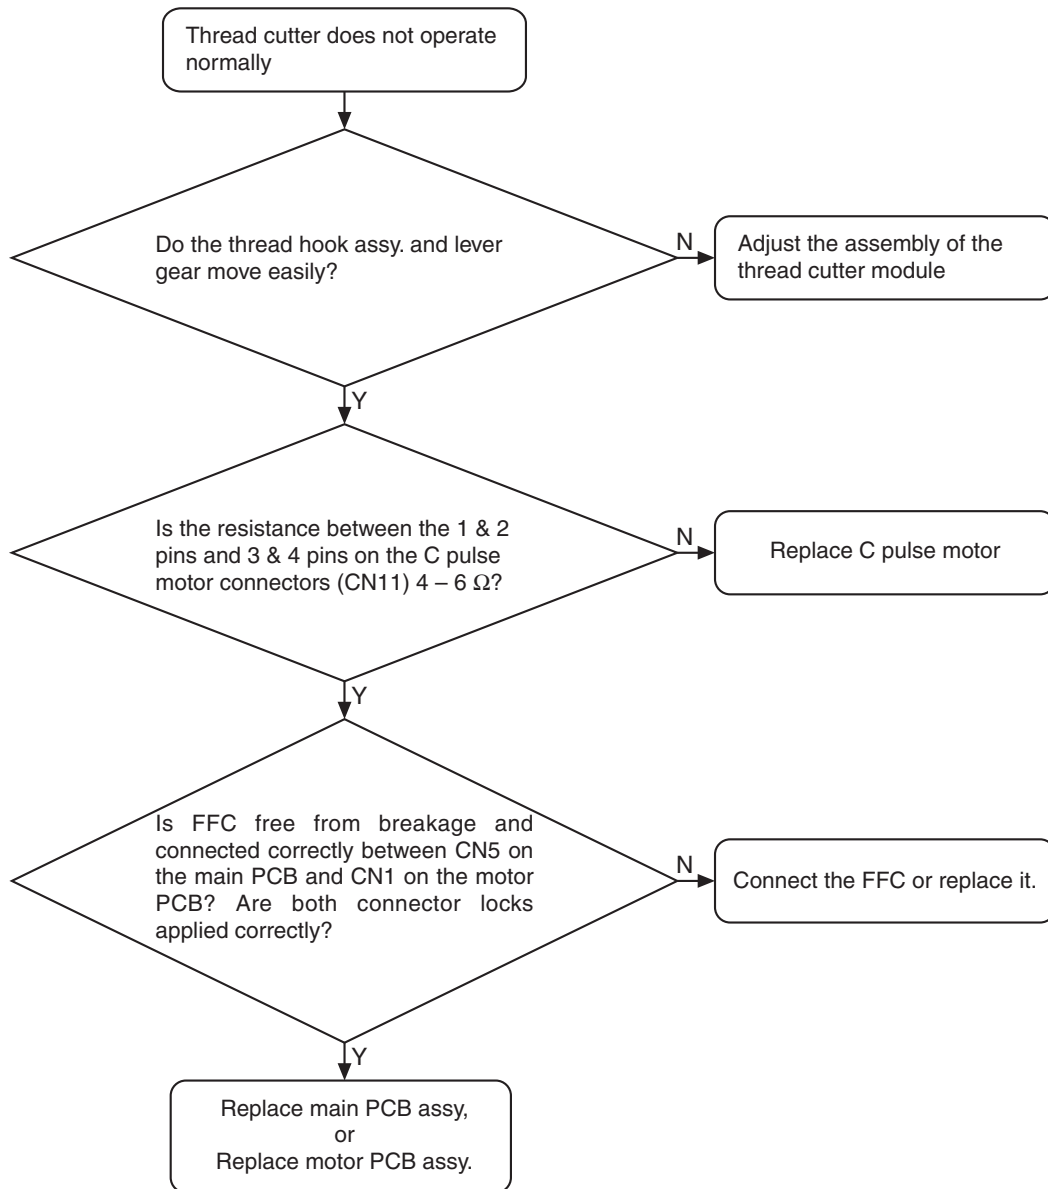 Thread cutter does not operate
normally
Do the thread hook assy. and lever
gear move easily?
N
Adjust the assembly of the
thread cutter module
Y
Is the resistance between the 1 & 2
pins and 3 & 4 pins on the C pulse
motor connectors (CN11) 4 – 6 Ω?
N
Replace C pulse motor
Y
Is FFC free from breakage and
connected correctly between CN5 on
the main PCB and CN1 on the motor
PCB? Are both connector locks
applied correctly?
N
Connect the FFC or replace it.
Y
Replace main PCB assy,
or
Replace motor PCB assy.